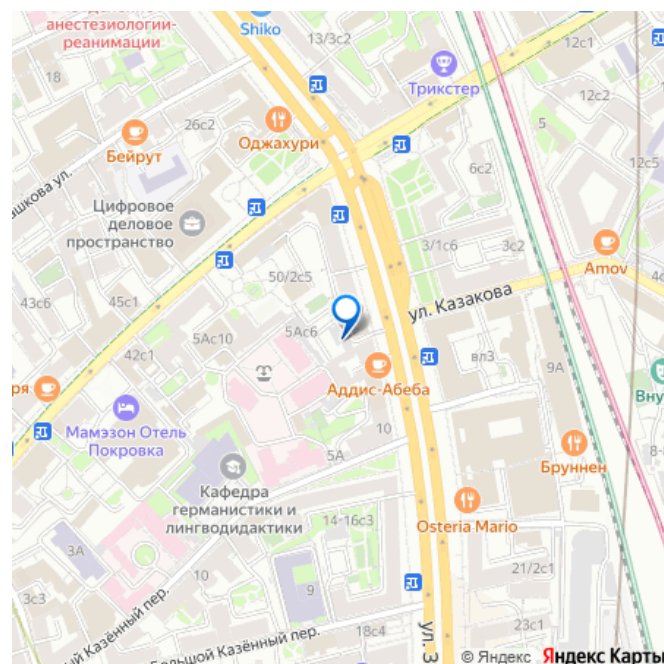 анестезиологии-
реанимации
Shiko
13/3с2
12с1
18
Трикстер
12с2
26с2
Оджахури
5
Бейрут
12с5
6с2
Цифровое
деловое
пространство
3/1с6
3с2
Amov
50/2с5
ул. Казакова
43с6
45с1
5Ас10
5Ас6
42с1
вл3
9А
Аддис-Абеба
Мамэзон Отель
Покровка
10
5А
Бруннен
Кафедра
германистики и
лингводидактики
Osteria Mario
14-16с3
3А
10
9
21/2с1
3с3
Казённый пер.
Большой Казённый пер.
18с4
23с1
ул. З
© Яндекс Яндекс Карты